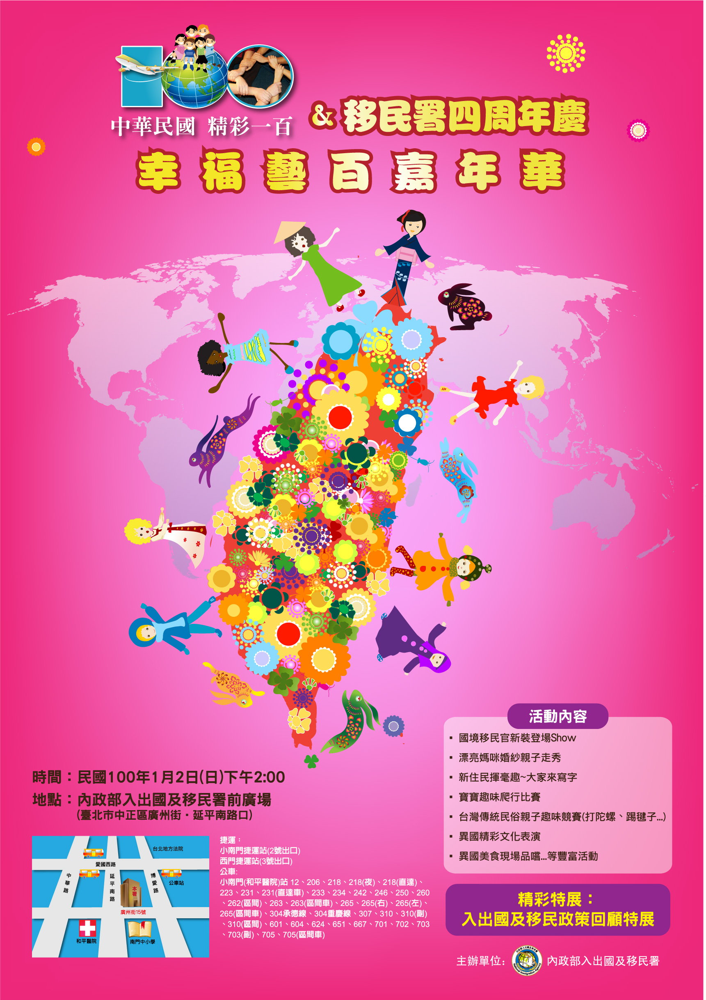 100
中華民國 精彩一百
&移民署四周年慶
幸福藝百嘉年華
時間：民國100年1月2日(日)下午2:00
地點：內政部入出國及移民署前廣場
(臺北市中正區廣州街‧延平南路口)
台北地方法院
愛國西路
中華路
延平南路
博愛路
公車站
本署
廣州街15號
和平醫院
南門中小學
捷運：
小南門捷運站(2號出口)
西門捷運站(3號出口)
公車:
小南門(和平醫院)站 12、206、218、218(夜)、218(直達)、
223、231、231(直達車)、233、234、242、246、250、260
、262(區間)、263、263(區間車)、265、265(右)、265(左)、
265(區間車)、304承德線、304重慶線、307、310、310(副)
、310(區間)、601、604、624、651、667、701、702、703
、703(副)、705、705(區間車)
活動內容
▪ 國境移民官新裝登場Show
▪ 漂亮媽咪婚紗親子走秀
▪ 新住民揮毫趣~大家來寫字
▪ 寶寶趣味爬行比賽
▪ 台灣傳統民俗親子趣味競賽(打陀螺、踢毽子...)
▪ 異國精彩文化表演
▪ 異國美食現場品嚐...等豐富活動
精彩特展：
入出國及移民政策回顧特展
主辦單位:
內政部入出國及移民署
National Immigration Agency
內政部入出國及移民署